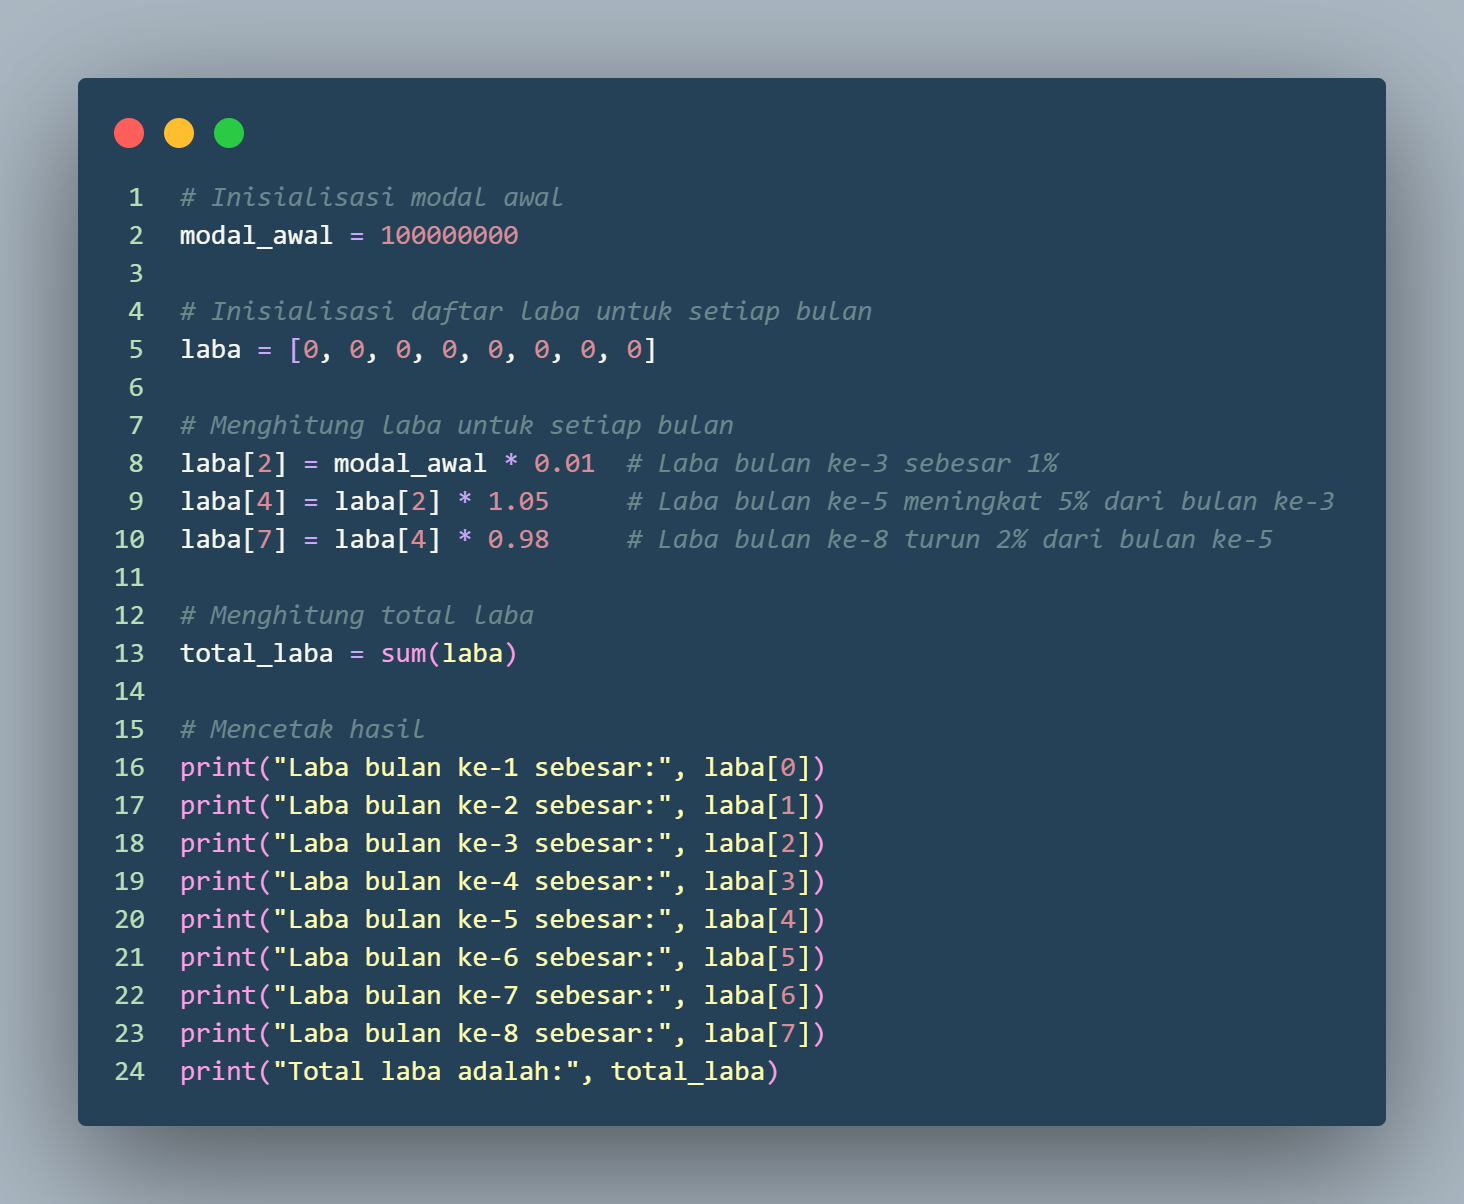 1 # Inisialisasi modal awal
2 modal_awal = 100000000
3
4 # Inisialisasi daftar laba untuk setiap bulan
5 laba = [0, 0, 0, 0, 0, 0, 0, 0]
6
7 # Menghitung laba untuk setiap bulan
8 laba[2] = modal_awal * 0.01  # Laba bulan ke-3 sebesar 1%
9 laba[4] = laba[2] * 1.05     # Laba bulan ke-5 meningkat 5% dari bulan ke-3
10 laba[7] = laba[4] * 0.98     # Laba bulan ke-8 turun 2% dari bulan ke-5
11
12 # Menghitung total laba
13 total_laba = sum(laba)
14
15 # Mencetak hasil
16 print("Laba bulan ke-1 sebesar:", laba[0])
17 print("Laba bulan ke-2 sebesar:", laba[1])
18 print("Laba bulan ke-3 sebesar:", laba[2])
19 print("Laba bulan ke-4 sebesar:", laba[3])
20 print("Laba bulan ke-5 sebesar:", laba[4])
21 print("Laba bulan ke-6 sebesar:", laba[5])
22 print("Laba bulan ke-7 sebesar:", laba[6])
23 print("Laba bulan ke-8 sebesar:", laba[7])
24 print("Total laba adalah:", total_laba)